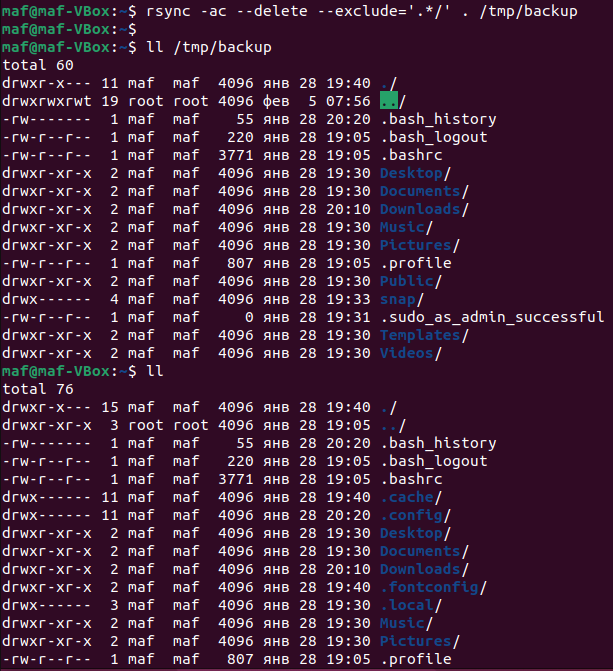 maf@maf-VBox:~$ rsync -ac --delete --exclude='.*/' . /tmp/backup
maf@maf-VBox:~$
maf@maf-VBox:~$ ll /tmp/backup
total 60
drwxr-x--- 11 maf  maf  4096 янв 28 19:40 ./
drwxrwxrwt 19 root root 4096 фев  5 07:56 ../
-rw-------  1 maf  maf    55 янв 28 20:20 .bash_history
-rw-r--r--  1 maf  maf   220 янв 28 19:05 .bash_logout
-rw-r--r--  1 maf  maf  3771 янв 28 19:05 .bashrc
drwxr-xr-x  2 maf  maf  4096 янв 28 19:30 Desktop/
drwxr-xr-x  2 maf  maf  4096 янв 28 19:30 Documents/
drwxr-xr-x  2 maf  maf  4096 янв 28 20:10 Downloads/
drwxr-xr-x  2 maf  maf  4096 янв 28 19:30 Music/
drwxr-xr-x  2 maf  maf  4096 янв 28 19:30 Pictures/
-rw-r--r--  1 maf  maf   807 янв 28 19:05 .profile
drwxr-xr-x  2 maf  maf  4096 янв 28 19:30 Public/
drwx------  4 maf  maf  4096 янв 28 19:33 snap/
-rw-r--r--  1 maf  maf     0 янв 28 19:31 .sudo_as_admin_successful
drwxr-xr-x  2 maf  maf  4096 янв 28 19:30 Templates/
drwxr-xr-x  2 maf  maf  4096 янв 28 19:30 Videos/
maf@maf-VBox:~$ ll
total 76
drwxr-x--- 15 maf  maf  4096 янв 28 19:40 ./
drwxr-xr-x  3 root root 4096 янв 28 19:05 ../
-rw-------  1 maf  maf    55 янв 28 20:20 .bash_history
-rw-r--r--  1 maf  maf   220 янв 28 19:05 .bash_logout
-rw-r--r--  1 maf  maf  3771 янв 28 19:05 .bashrc
drwx------ 11 maf  maf  4096 янв 28 19:40 .cache/
drwx------ 11 maf  maf  4096 янв 28 20:20 .config/
drwxr-xr-x  2 maf  maf  4096 янв 28 19:30 Desktop/
drwxr-xr-x  2 maf  maf  4096 янв 28 19:30 Documents/
drwxr-xr-x  2 maf  maf  4096 янв 28 20:10 Downloads/
drwxr-xr-x  2 maf  maf  4096 янв 28 19:40 .fontconfig/
drwx------  3 maf  maf  4096 янв 28 19:30 .local/
drwxr-xr-x  2 maf  maf  4096 янв 28 19:30 Music/
drwxr-xr-x  2 maf  maf  4096 янв 28 19:30 Pictures/
-rw-r--r--  1 maf  maf   807 янв 28 19:05 .profile